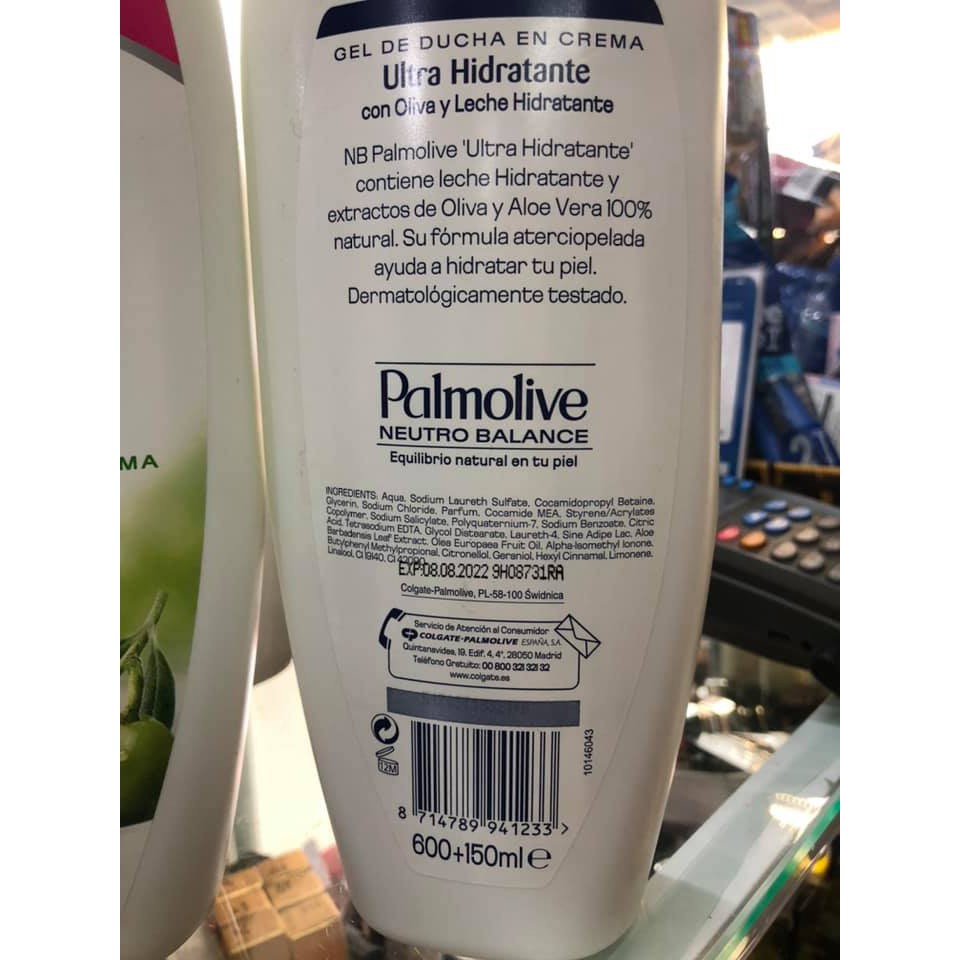 GEL DE DUCHA EN CREMA
Ultra Hidratante
con Oliva y Leche Hidratante
NB Palmolive 'Ultra Hidratante'
contiene leche Hidratante y
extractos de Oliva y Aloe Vera 100%
natural. Su fórmula aterciopelada
ayuda a hidratar tu piel.
Dermatológicamente testado.
Palmolive
NEUTRO BALANCE
Equilibrio natural en tu piel
MA
INGREDIENTS: Aqua, Sodium Laureth Sulfate, Cocamidopropyl Betaine,
Glycerin, Sodium Chloride, Parfum, Cocamide MEA, Styrene/Acrylates
Copolymer, Sodium Salicylate, Polyquaternium-7, Sodium Benzoate, Citric
Acid, Tetrasodium EDTA, Glycol Distearate, Laureth-4, Sine Adipe Lac, Aloe
Barbadensis Leaf Extract, Olea Europaea Fruit Oil, Alpha-Isomethyl Ionone,
Butylphenyl Methylpropional, Citronellol, Geraniol, Hexyl Cinnamal, Limonene,
Linalool, CI 19140, CI 42090.
EXP:08.08.2022 9H08731RA
Colgate-Palmolive, PL-58-100 Świdnica
Servicio de Atención al Consumidor
CP COLGATE-PALMOLIVE ESPAÑA, S.A.
Quintanavides, 19. Edif. 4, 4ª, 28050 Madrid
Teléfono Gratuito: 00 800 321 321 32
www.colgate.es
12M
10146043
8 714789 941233 >
600+150ml e